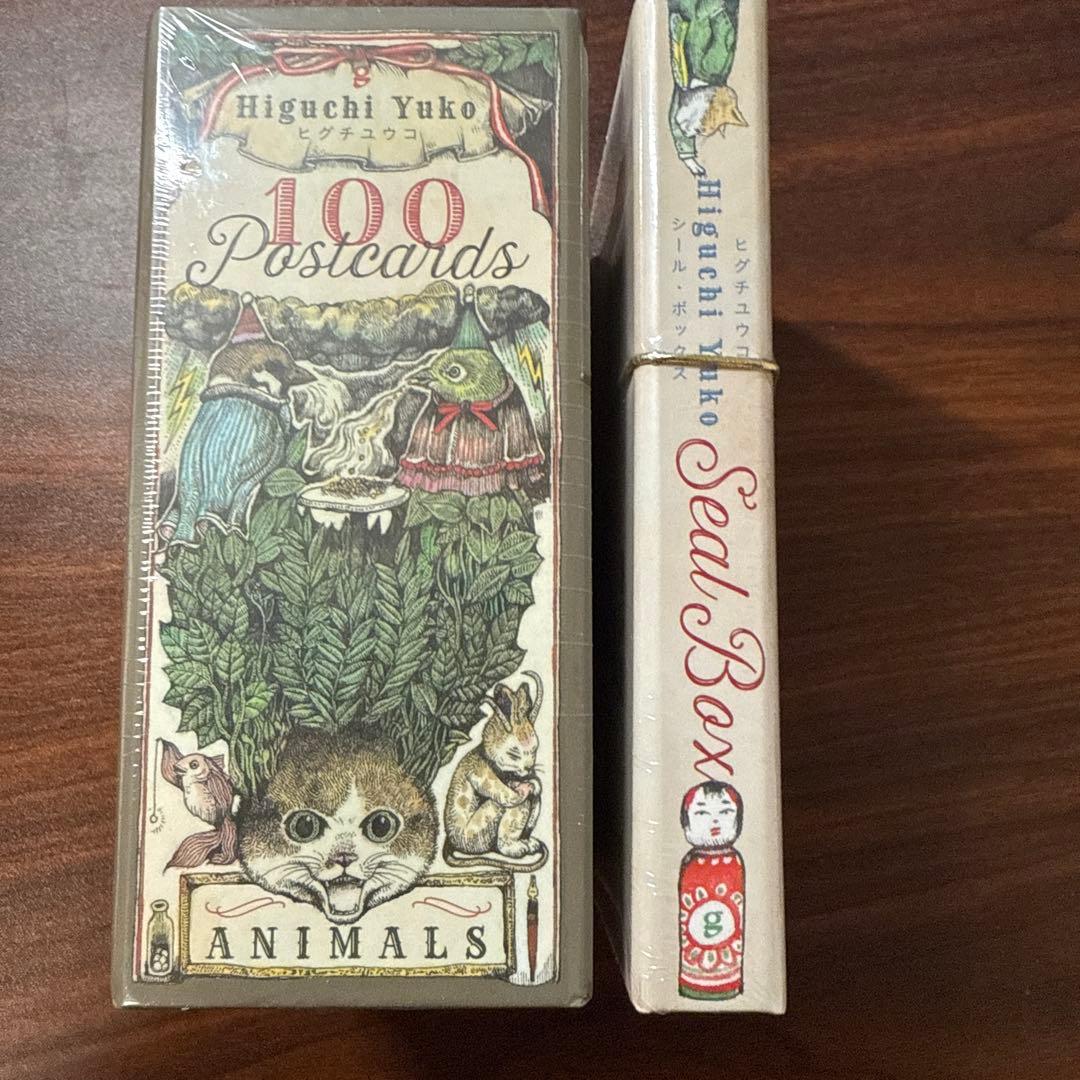 g
Higuchi Yuko
ヒグチユウコ
100
Postcards
ANIMALS
ヒグチユウコ
Higuchi Yuko
シール・ボックス
Seal Box
g